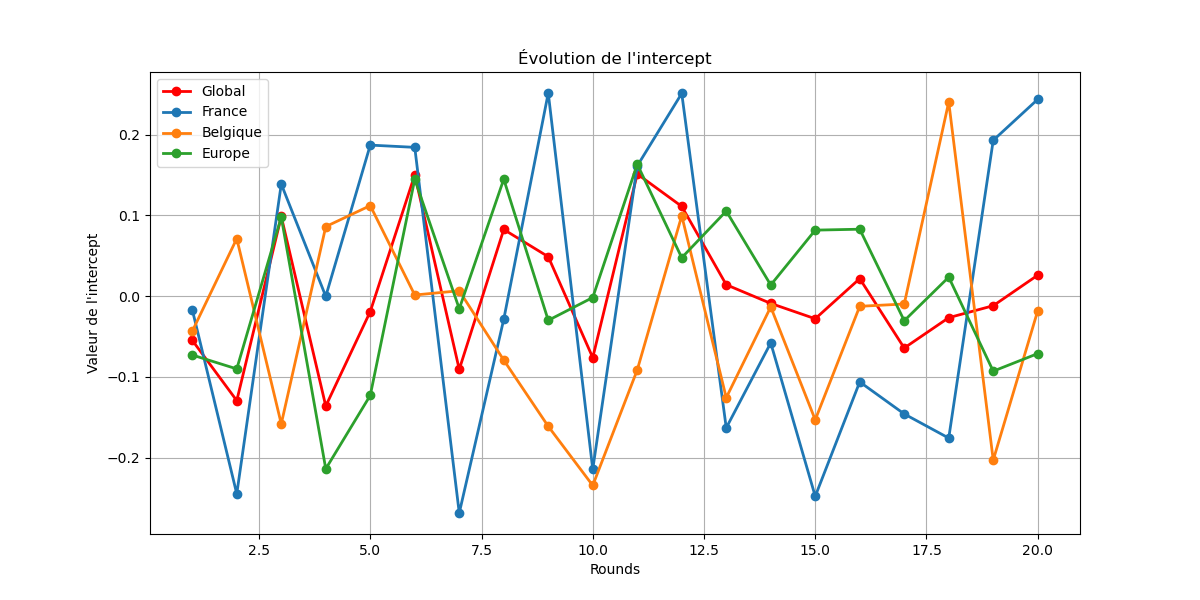 Évolution de l'intercept
Global
France
Belgique
Europe
Valeur de l'intercept
0.2
0.1
0.0
−0.1
−0.2
2.5 5.0 7.5 10.0 12.5 15.0 17.5 20.0
Rounds